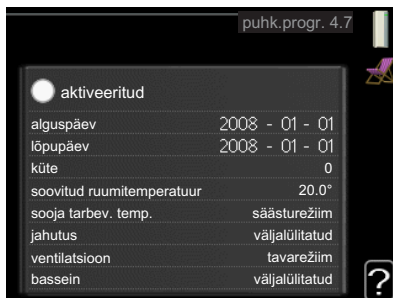 puhk.progr. 4.7
aktiveeritud
alguspäev 2008 - 01 - 01
lõpupäev 2008 - 01 - 01
küte 0
soovitud ruumitemperatuur 20.0°
sooja tarbev. temp. säästurežiim
jahutus väljalülitatud
ventilatsioon tavarežiim
bassein väljalülitatud
?